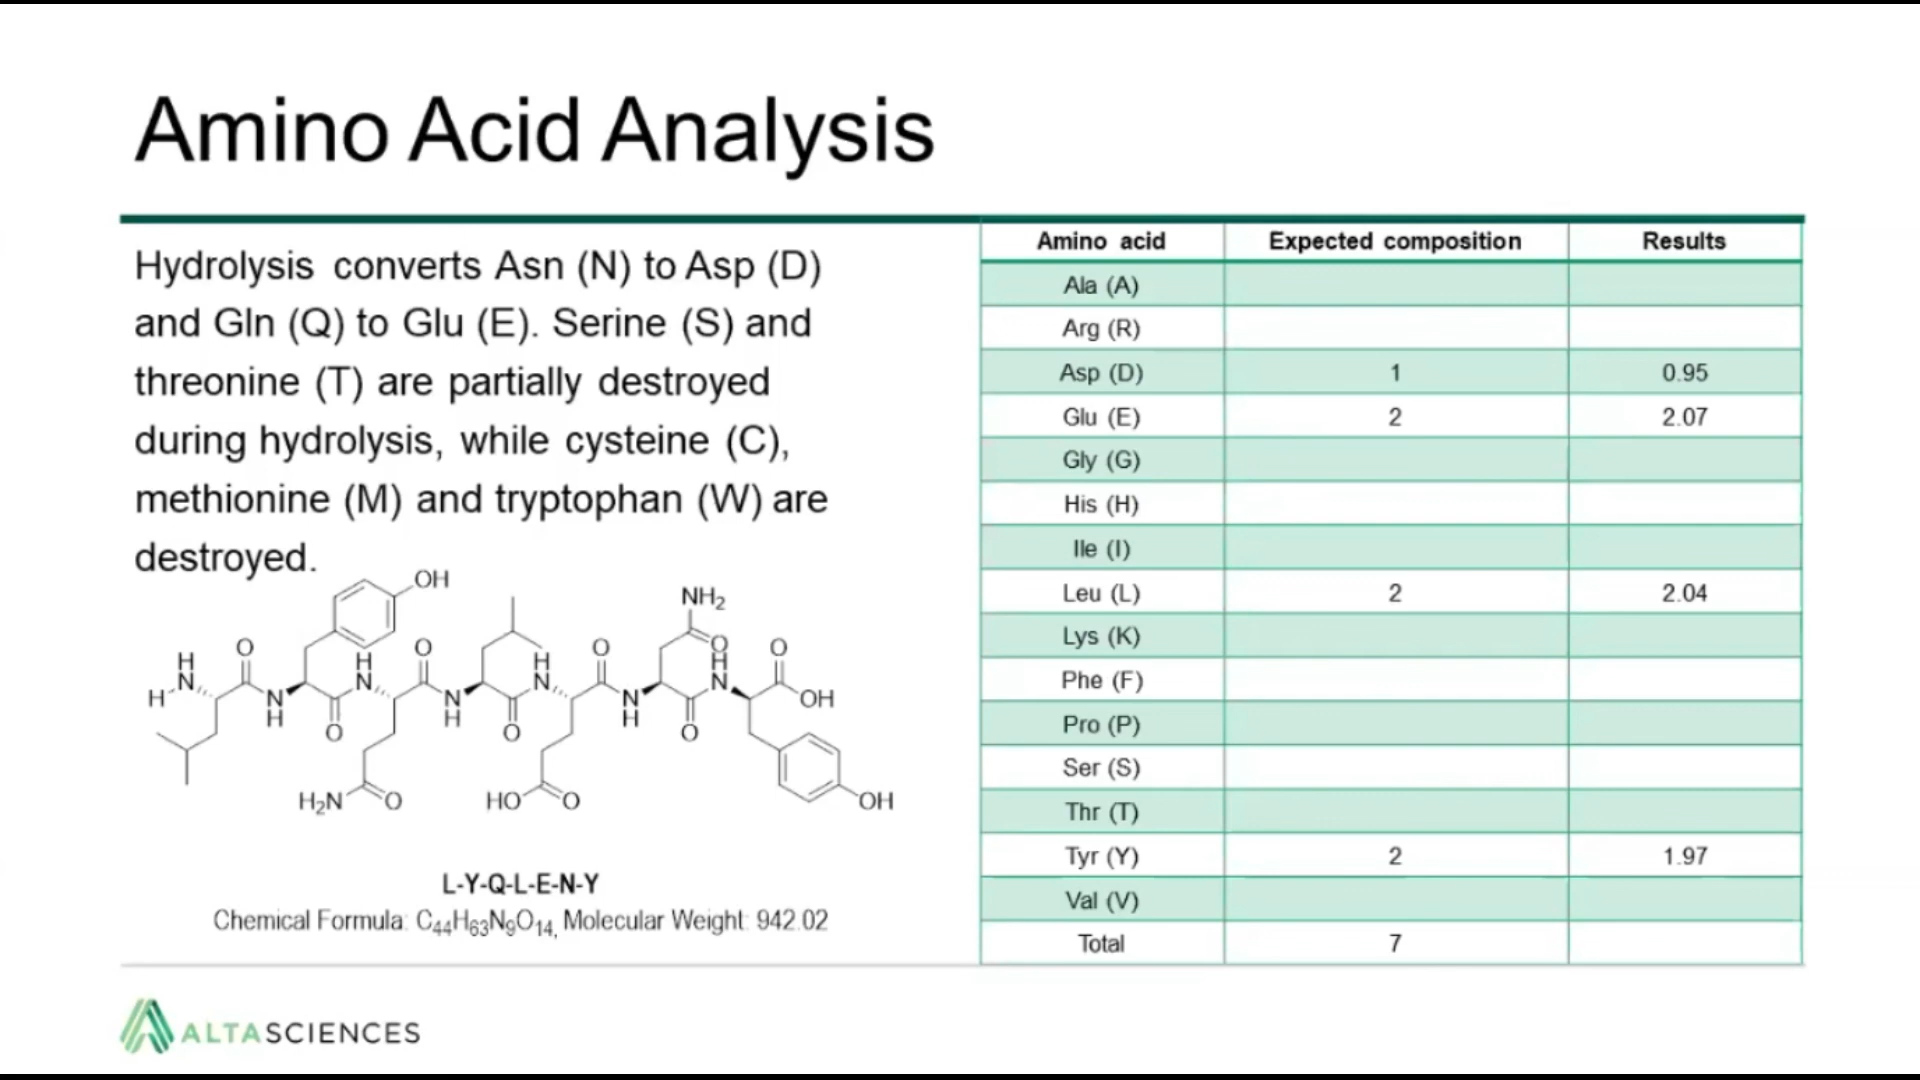 Amino Acid Analysis
Hydrolysis converts Asn (N) to Asp (D)
and Gln (Q) to Glu (E). Serine (S) and
threonine (T) are partially destroyed
during hydrolysis, while cysteine (C),
methionine (M) and tryptophan (W) are
destroyed.
OH
NH2
O O O O O
H H H H
H N N N N OH
N N N
H H H
O O O
H2N O HO O OH
L-Y-Q-L-E-N-Y
Chemical Formula: C44H63N9O14, Molecular Weight: 942.02
Amino acid Expected composition Results
Ala (A)
Arg (R)
Asp (D) 1 0.95
Glu (E) 2 2.07
Gly (G)
His (H)
Ile (I)
Leu (L) 2 2.04
Lys (K)
Phe (F)
Pro (P)
Ser (S)
Thr (T)
Tyr (Y) 2 1.97
Val (V)
Total 7
ALTASCIENCES